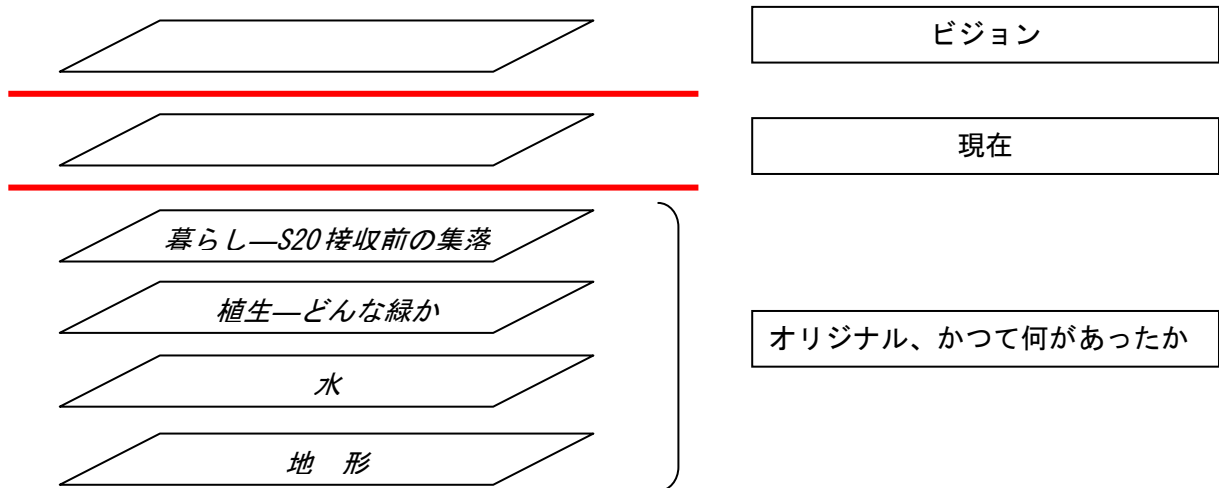 ビジョン
現在
暮らし―S20接収前の集落
植生―どんな緑か
オリジナル、かつて何があったか
水
地 形